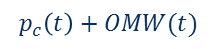 p_c(t) + OMW(t)